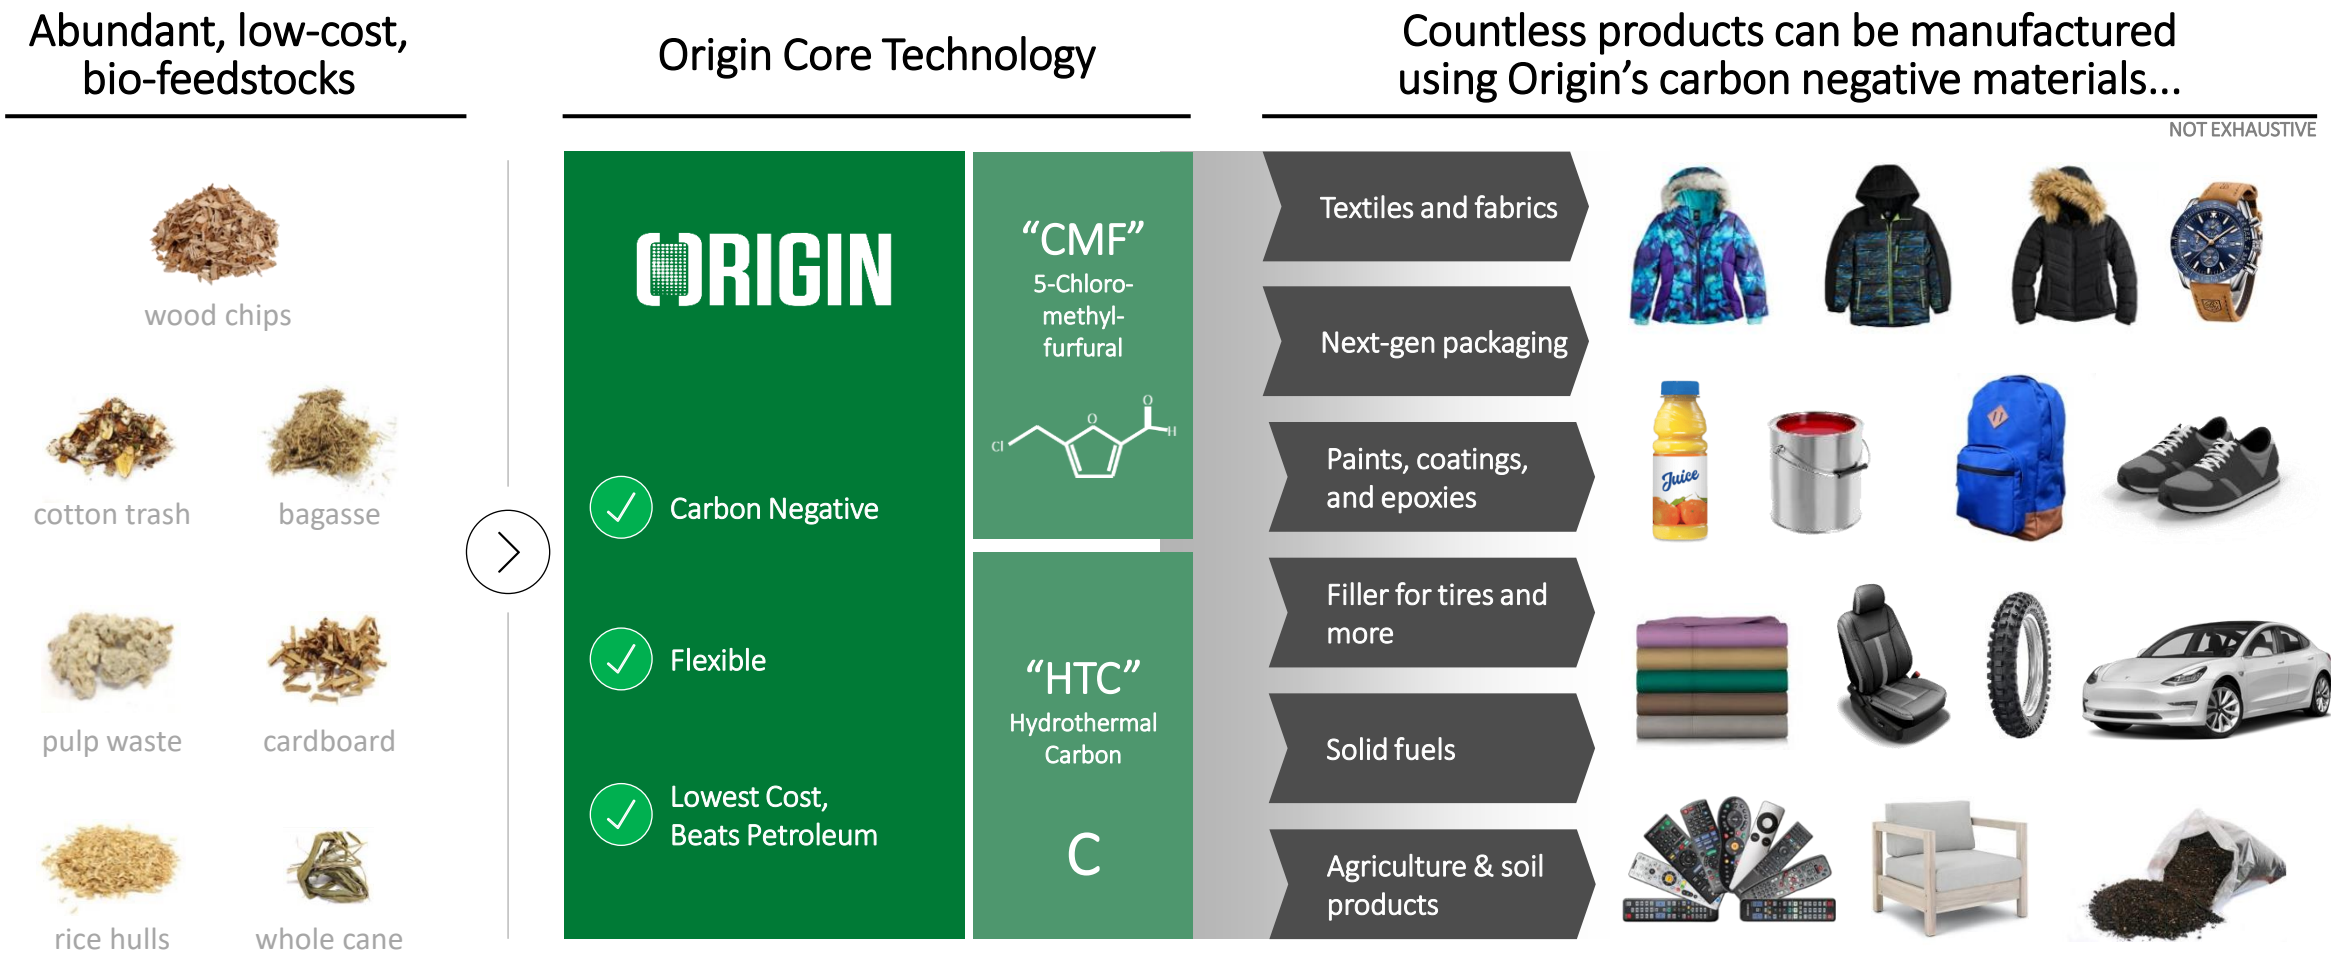 Abundant, low-cost,
bio-feedstocks
wood chips
cotton trash
bagasse
pulp waste
cardboard
rice hulls
whole cane
Origin Core Technology
ORIGIN
Carbon Negative
Flexible
Lowest Cost,
Beats Petroleum
“CMF”
5-Chloro-
methyl-
furfural
O
O
Cl
H
“HTC”
Hydrothermal
Carbon
C
Countless products can be manufactured
using Origin’s carbon negative materials...
NOT EXHAUSTIVE
Textiles and fabrics
Next-gen packaging
Paints, coatings,
and epoxies
Filler for tires and
more
Solid fuels
Agriculture & soil
products
Juice